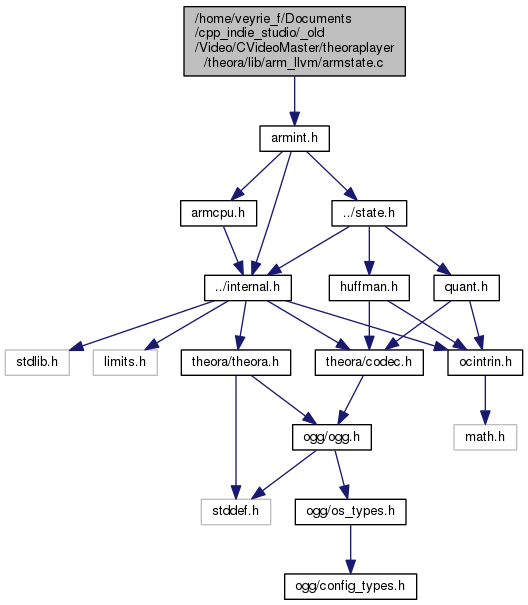 /home/veyrie_f/Documents
/cpp_indie_studio/_old
/Video/CVideoMaster/theoraplayer
/theora/lib/arm_llvm/armstate.c
armint.h
armcpu.h
../state.h
../internal.h
huffman.h
quant.h
stdlib.h
limits.h
theora/theora.h
theora/codec.h
ocintrin.h
ogg/ogg.h
math.h
stddef.h
ogg/os_types.h
ogg/config_types.h